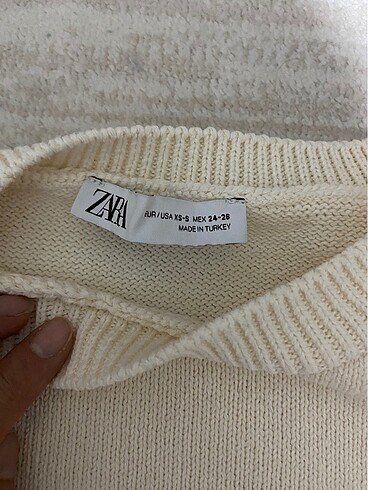 ZARA
EUR / USA XS-S MEX 24-26
MADE IN TURKEY